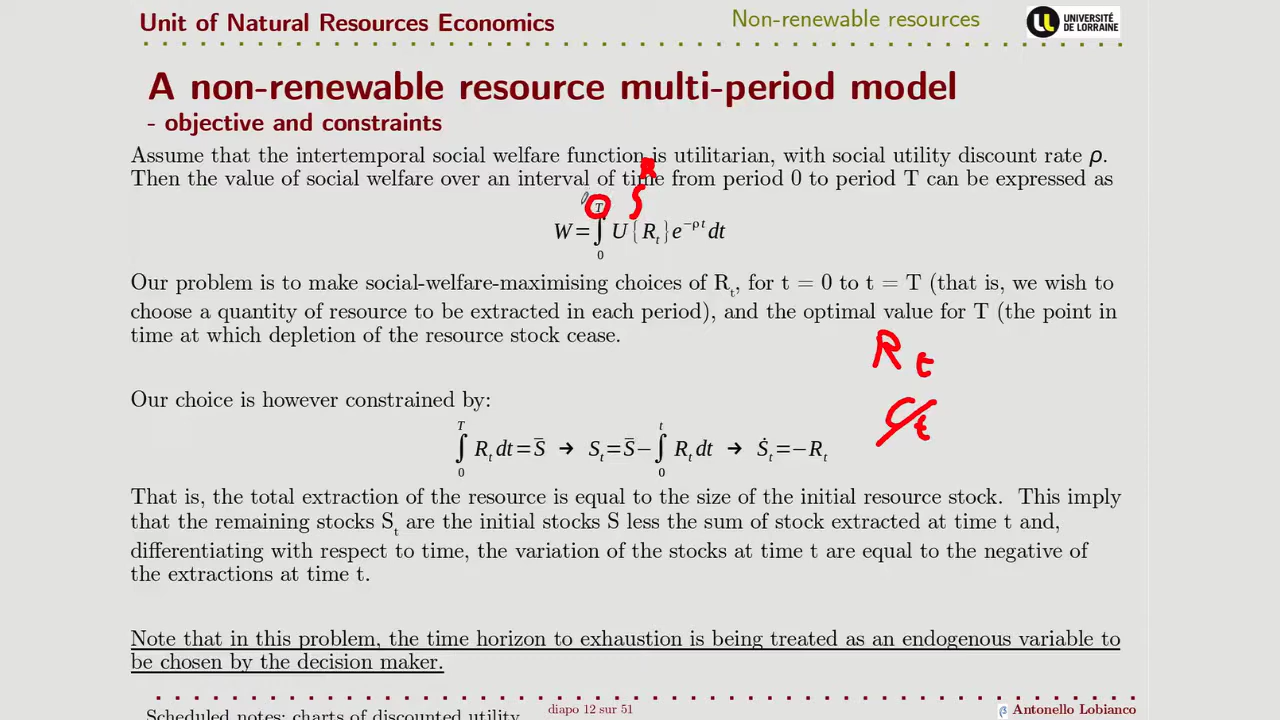 Unit of Natural Resources Economics
Non-renewable resources
UNIVERSITÉ
DE LORRAINE
A non-renewable resource multi-period model
- objective and constraints
Assume that the intertemporal social welfare function is utilitarian, with social utility discount rate ρ.
Then the value of social welfare over an interval of time from period 0 to period T can be expressed as
W=∫₀ᵀ U{Rₜ}e^{−ρt}dt
Our problem is to make social-welfare-maximising choices of Rₜ, for t = 0 to t = T (that is, we wish to
choose a quantity of resource to be extracted in each period), and the optimal value for T (the point in
time at which depletion of the resource stock cease.
R t
C t
Our choice is however constrained by:
∫₀ᵀ Rₜ dt=S̄ → Sₜ=S̄−∫₀ᵗ Rₜ dt → Ṡₜ=−Rₜ
That is, the total extraction of the resource is equal to the size of the initial resource stock. This imply
that the remaining stocks Sₜ are the initial stocks S less the sum of stock extracted at time t and,
differentiating with respect to time, the variation of the stocks at time t are equal to the negative of
the extractions at time t.
Note that in this problem, the time horizon to exhaustion is being treated as an endogenous variable to
be chosen by the decision maker.
diapo 12 sur 51
β Antonello Lobianco
Scheduled notes: charts of discounted utility